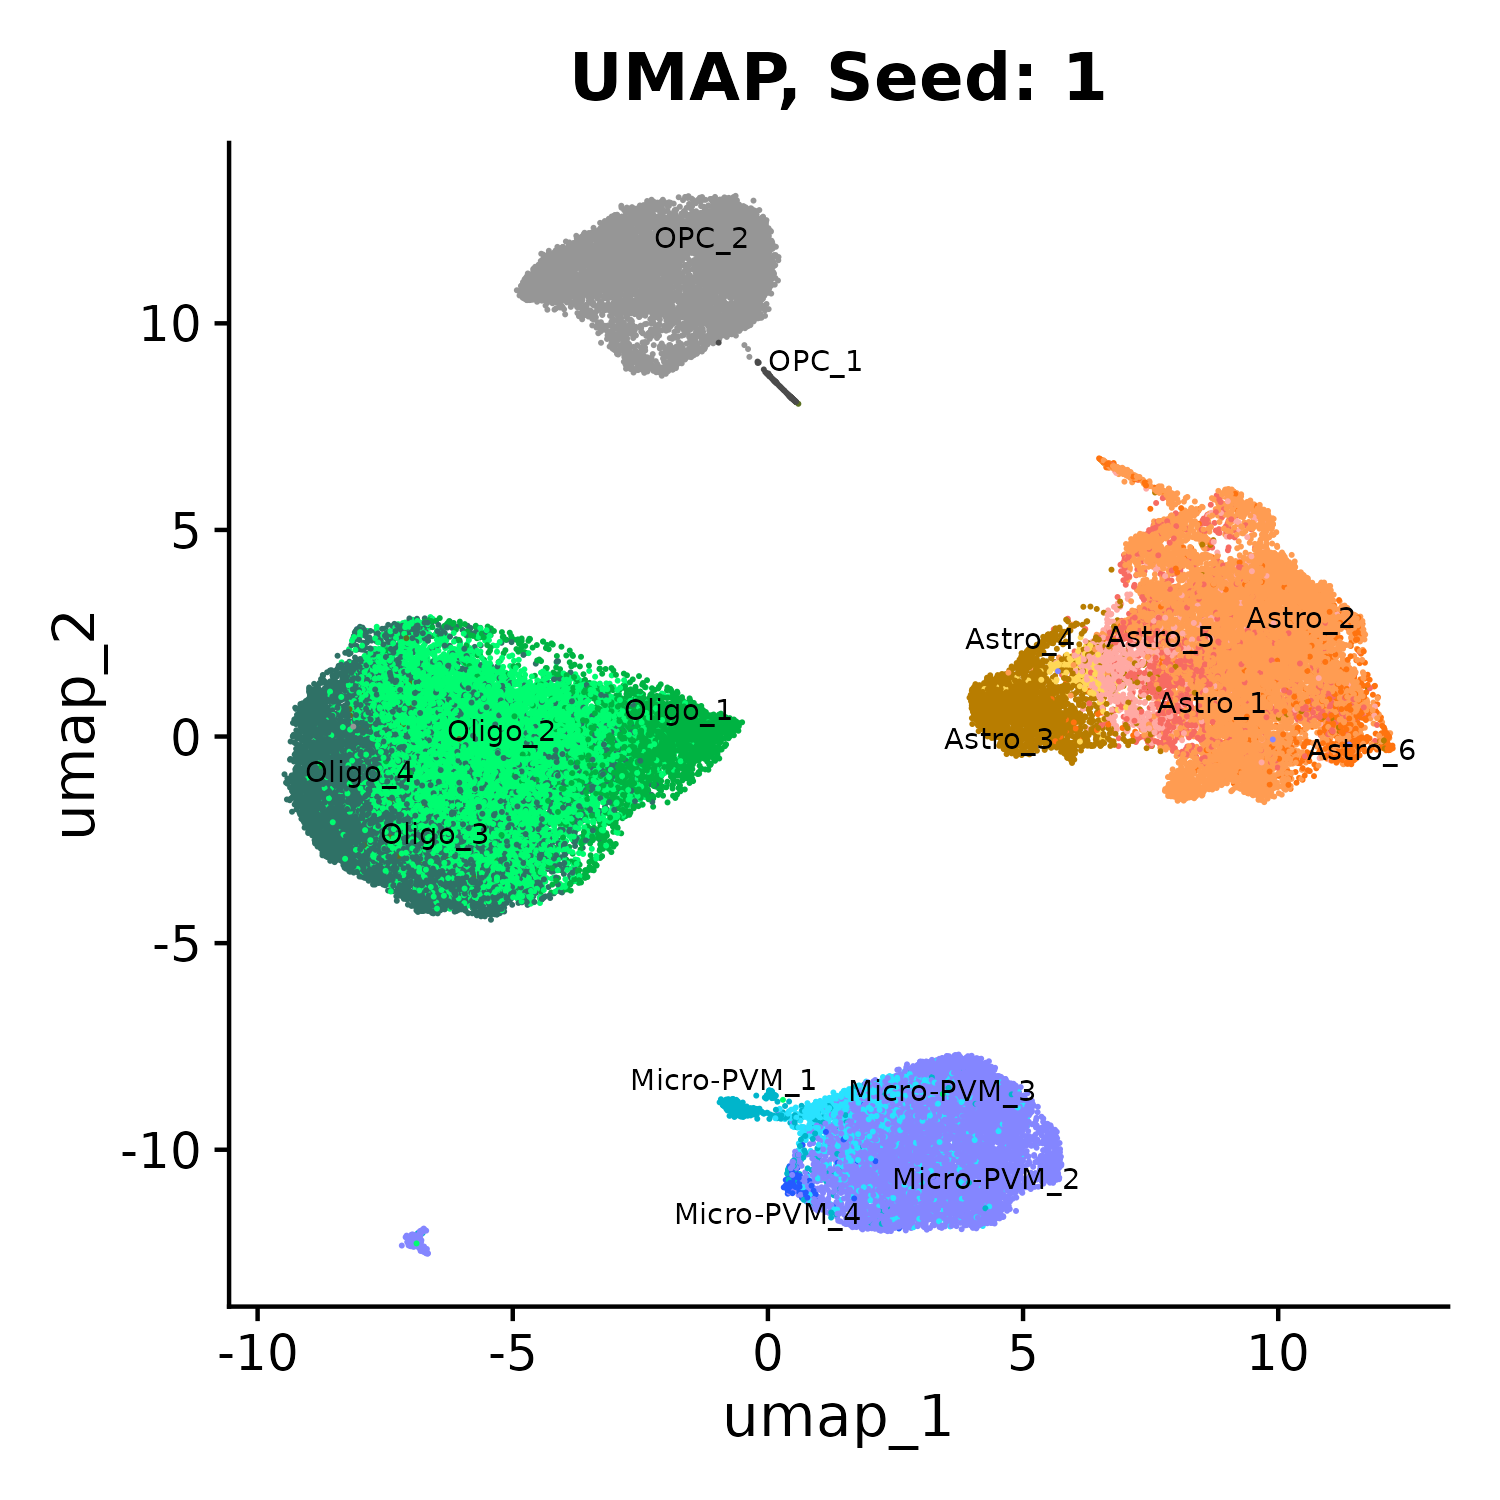 UMAP, Seed: 1
OPC_2
10
OPC_1
5
Astro_2
Astro_4
Astro_5
Astro_1
Oligo_1
Oligo_2
0
Astro_3
Astro_6
Oligo_4
Oligo_3
umap_2
-5
Micro-PVM_1
Micro-PVM_3
-10
Micro-PVM_2
Micro-PVM_4
-10 -5 0 5 10
umap_1